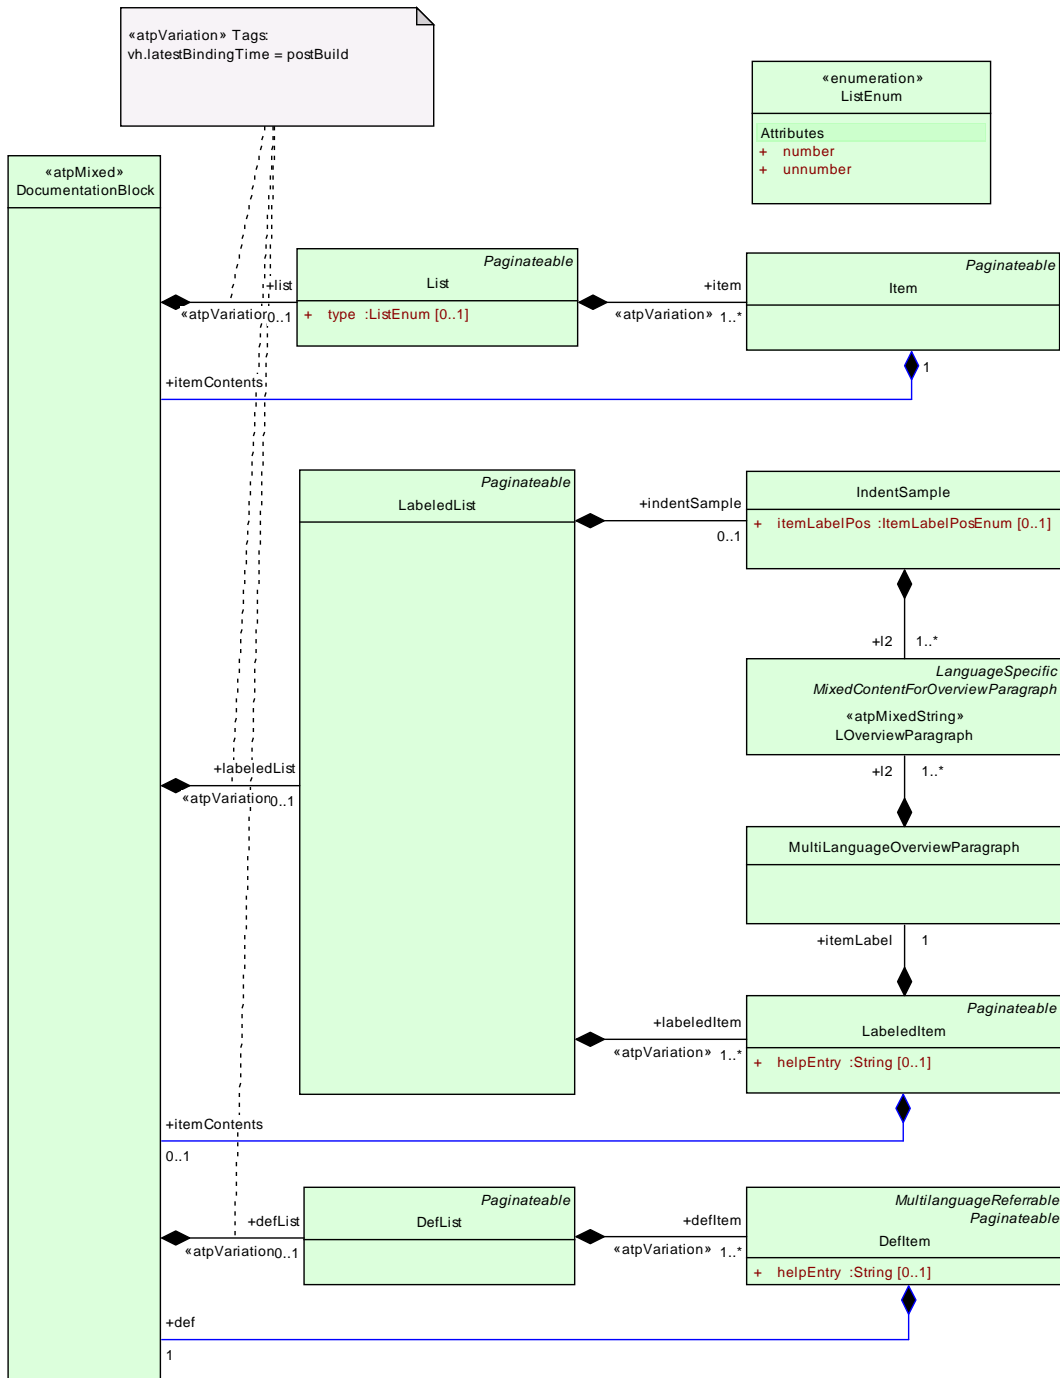 «atpVariation» Tags:
vh.latestBindingTime = postBuild
«enumeration»
ListEnum
Attributes
+ number
+ unnumber
«atpMixed»
DocumentationBlock
Paginateable
List
+ type :ListEnum [0..1]
+list
«atpVariation
0..1
+item
«atpVariation» 1..*
Paginateable
Item
+itemContents
1
Paginateable
LabeledList
+indentSample
0..1
IndentSample
+ itemLabelPos :ItemLabelPosEnum [0..1]
+l2 1..*
LanguageSpecific
MixedContentForOverviewParagraph
«atpMixedString»
LOverviewParagraph
+labeledList
«atpVariation
0..1
+l2 1..*
MultiLanguageOverviewParagraph
+itemLabel 1
+labeledItem
«atpVariation» 1..*
Paginateable
LabeledItem
+ helpEntry :String [0..1]
+itemContents
0..1
+defList
«atpVariation
0..1
Paginateable
DefList
+defItem
«atpVariation» 1..*
MultilanguageReferrable
Paginateable
DefItem
+ helpEntry :String [0..1]
+def
1